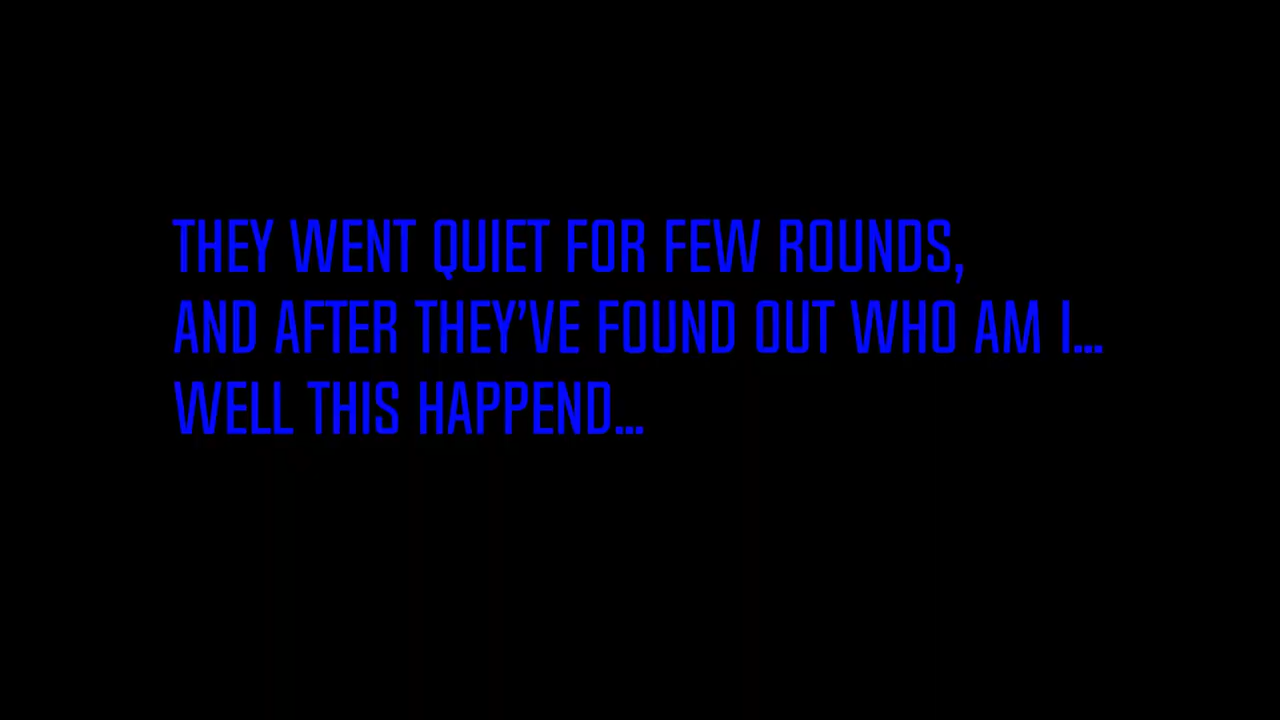 THEY WENT QUIET FOR FEW ROUNDS,
AND AFTER THEY’VE FOUND OUT WHO AM I...
WELL THIS HAPPEND...